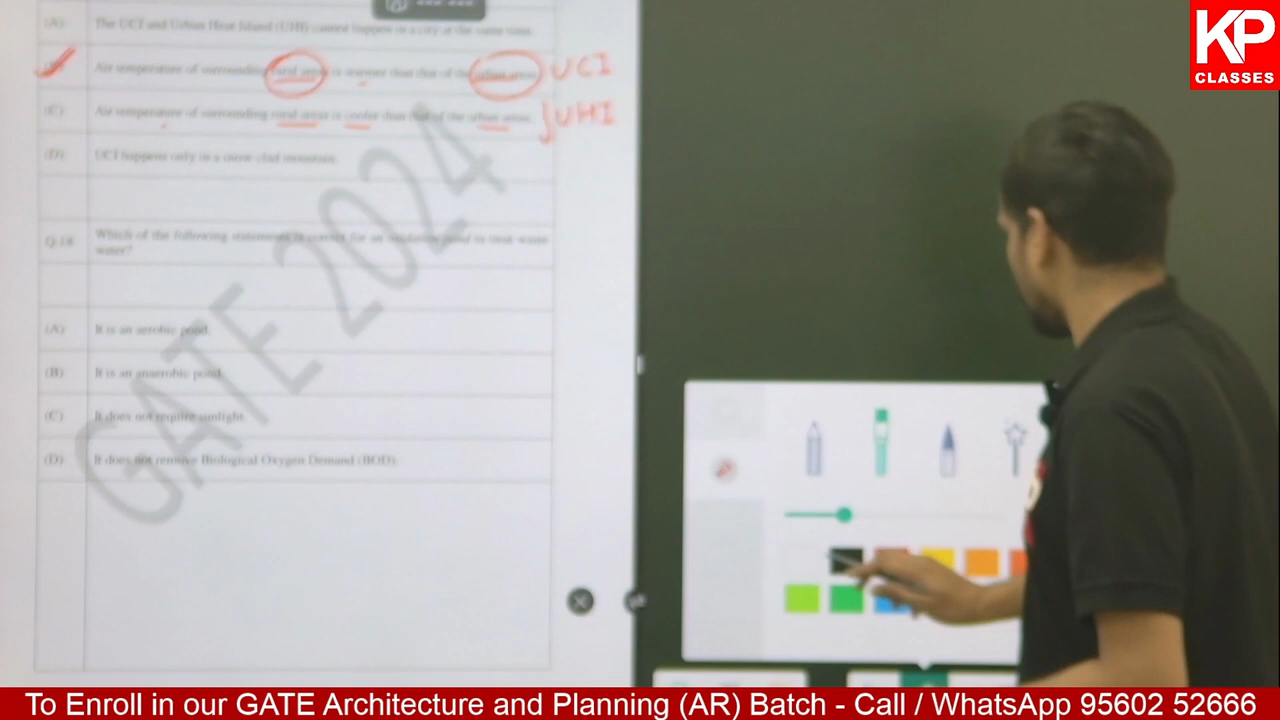 KP
CLASSES
(A) The UCI and Urban Heat Island (UHI) cannot happen in a city at the same time.
Air temperature of surrounding rural areas is warmer than that of the urban areas. UCI
(C) Air temperature of surrounding rural areas is cooler than that of the urban areas. UHI
(D) UCI happens only in a snow clad mountain.
Q.18 Which of the following statements is correct for an oxidation pond to treat waste
water?
(A) It is an aerobic pond.
(B) It is an anaerobic pond.
(C) It does not require sunlight.
(D) It does not remove Biological Oxygen Demand (BOD).
GATE 2024
To Enroll in our GATE Architecture and Planning (AR) Batch - Call / WhatsApp 95602 52666